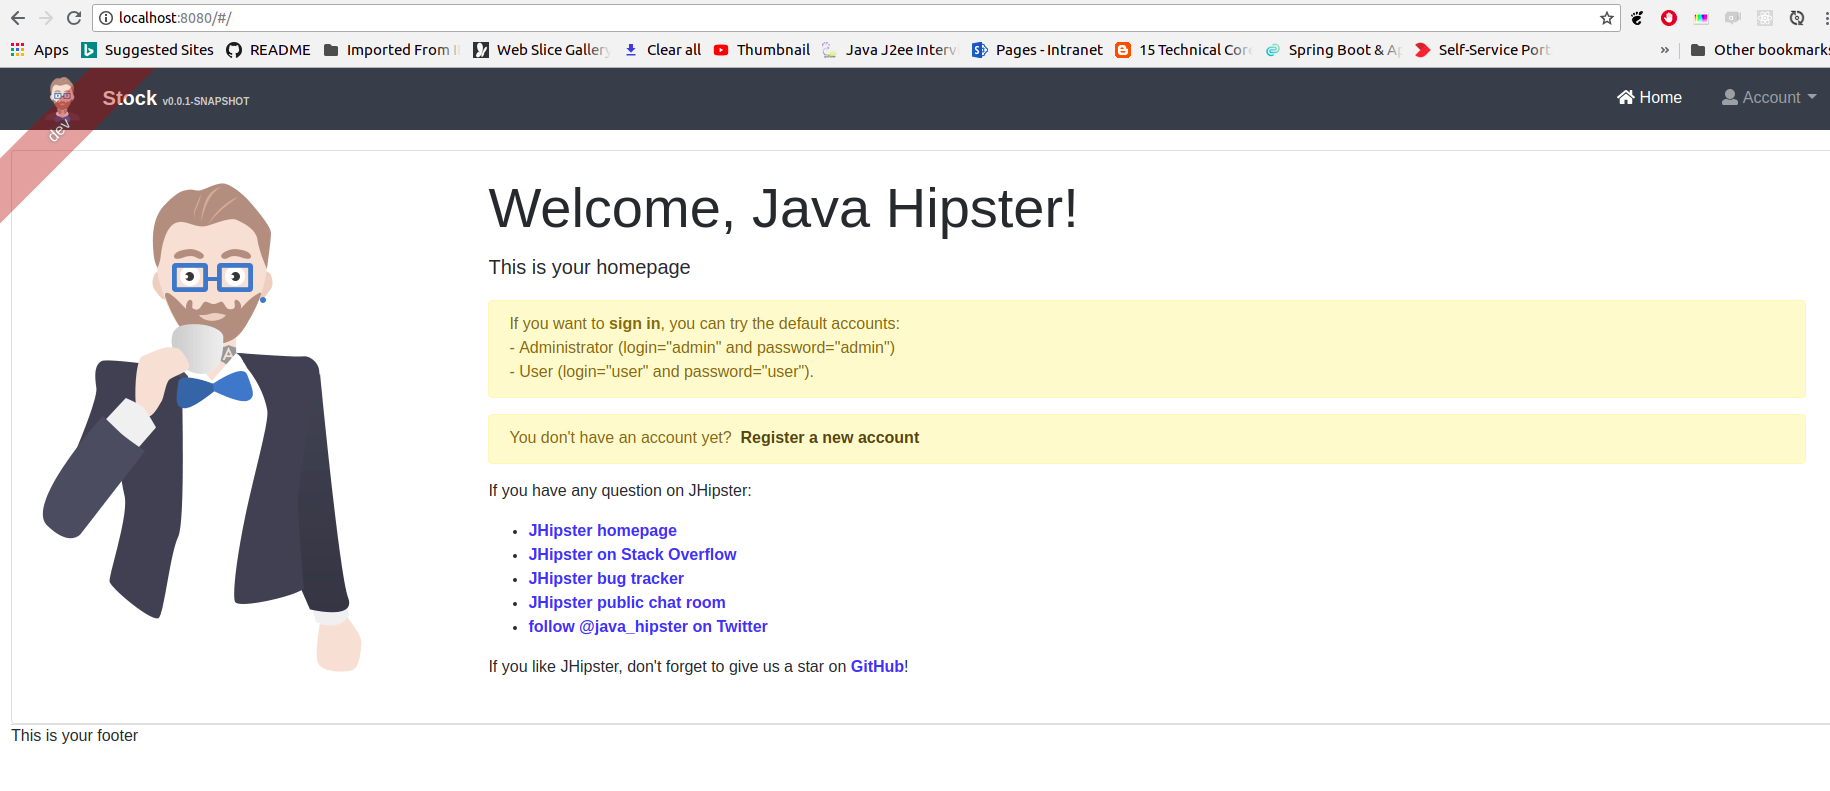 localhost:8080/#/
Apps Suggested Sites README Imported From I Web Slice Gallery Clear all Thumbnail Java J2ee Interv Pages - Intranet 15 Technical Core Spring Boot & Ap Self-Service Port » Other bookmarks
dev
Stock v0.0.1-SNAPSHOT Home Account
A
Welcome, Java Hipster!
This is your homepage
If you want to sign in, you can try the default accounts:
- Administrator (login="admin" and password="admin")
- User (login="user" and password="user").
You don't have an account yet? Register a new account
If you have any question on JHipster:
• JHipster homepage
• JHipster on Stack Overflow
• JHipster bug tracker
• JHipster public chat room
• follow @java_hipster on Twitter
If you like JHipster, don't forget to give us a star on GitHub!
This is your footer